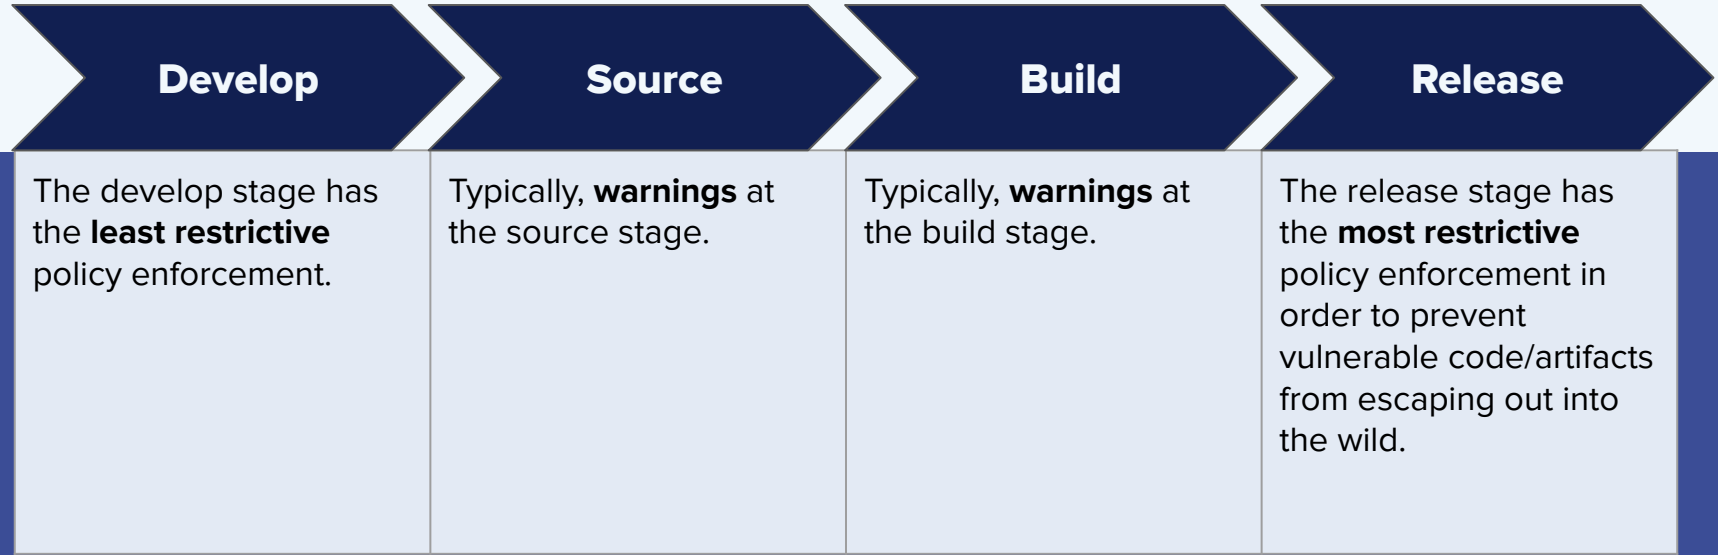 Develop
Source
Build
Release
The develop stage has
the least restrictive
policy enforcement.
Typically, warnings at
the source stage.
Typically, warnings at
the build stage.
The release stage has
the most restrictive
policy enforcement in
order to prevent
vulnerable code/artifacts
from escaping out into
the wild.